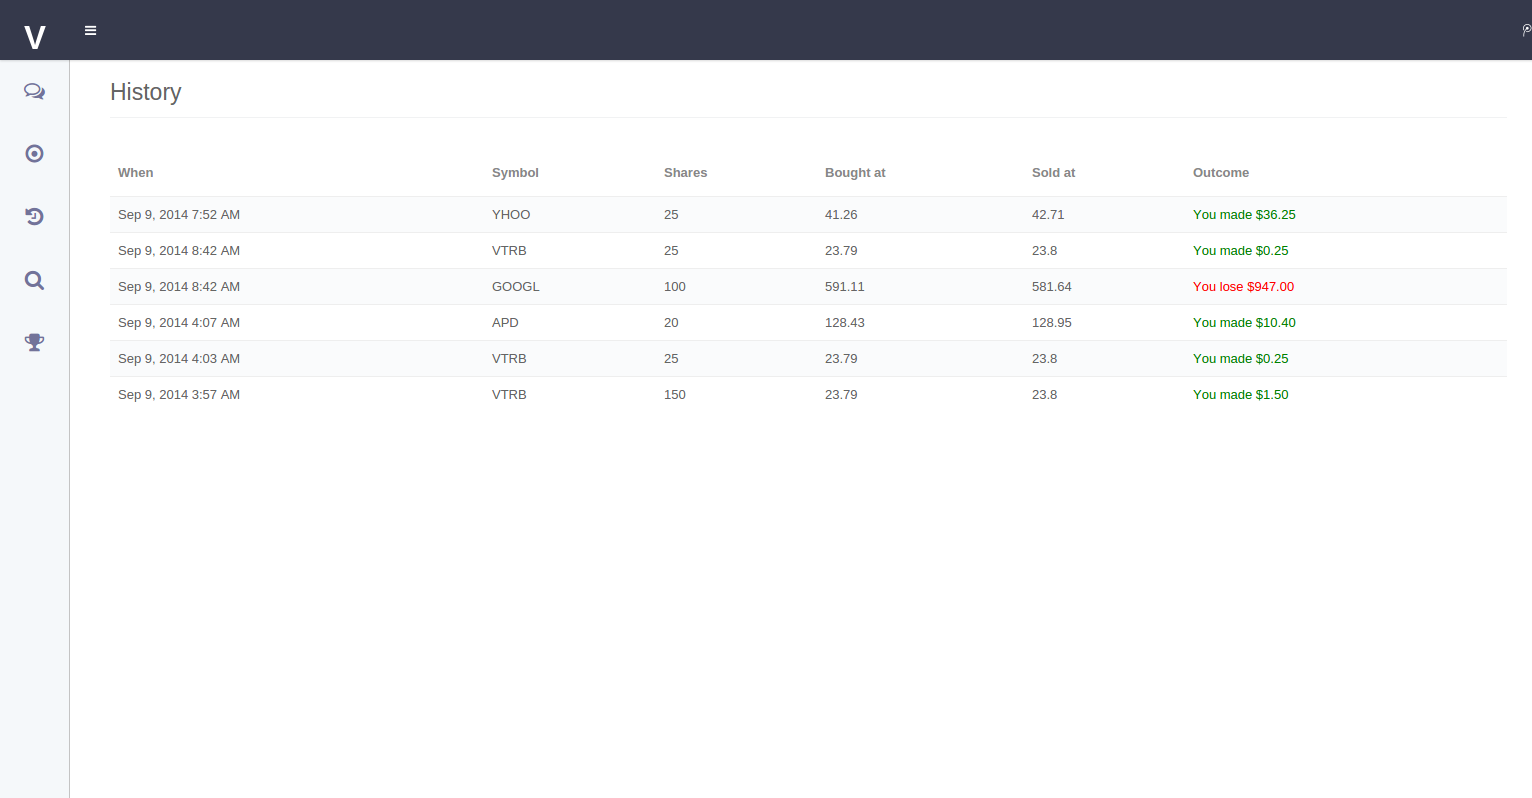 V
History
When Symbol Shares Bought at Sold at Outcome
Sep 9, 2014 7:52 AM YHOO 25 41.26 42.71 You made $36.25
Sep 9, 2014 8:42 AM VTRB 25 23.79 23.8 You made $0.25
Sep 9, 2014 8:42 AM GOOGL 100 591.11 581.64 You lose $947.00
Sep 9, 2014 4:07 AM APD 20 128.43 128.95 You made $10.40
Sep 9, 2014 4:03 AM VTRB 25 23.79 23.8 You made $0.25
Sep 9, 2014 3:57 AM VTRB 150 23.79 23.8 You made $1.50